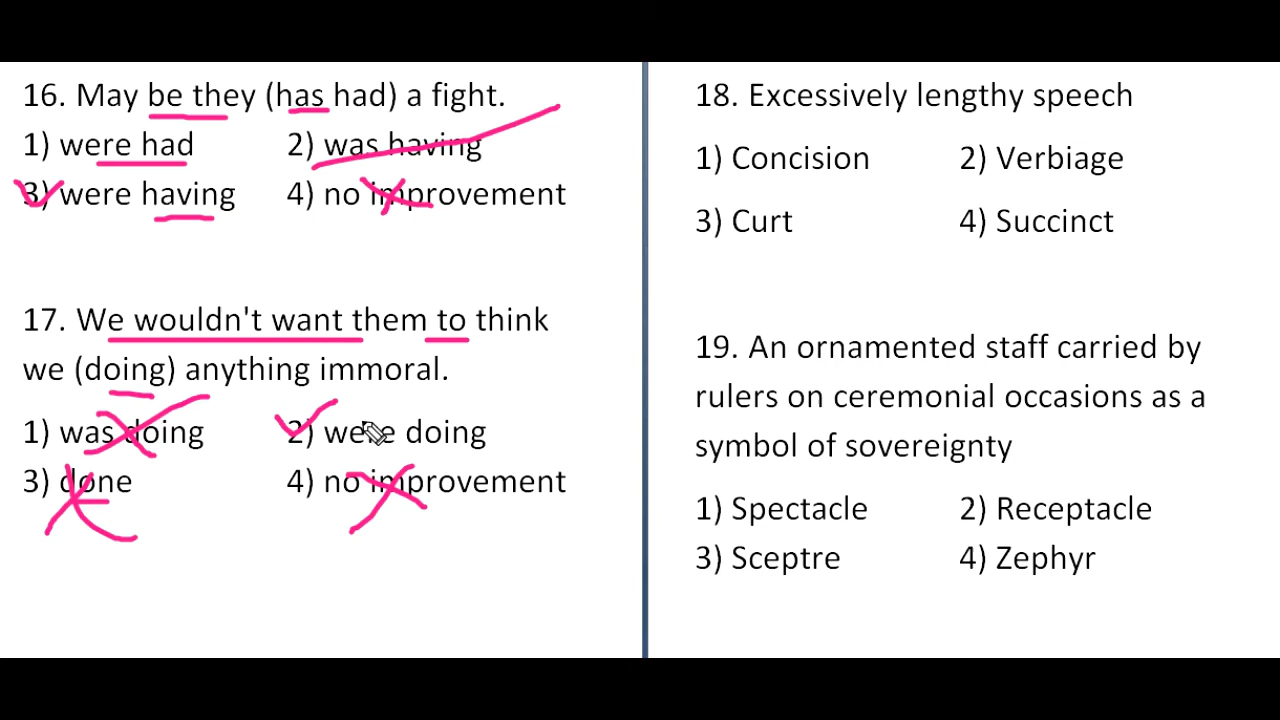 16. May be they (has had) a fight.
1) were had 2) was having
3) were having 4) no improvement
17. We wouldn't want them to think
we (doing) anything immoral.
1) was doing 2) were doing
3) done 4) no improvement
18. Excessively lengthy speech
1) Concision 2) Verbiage
3) Curt 4) Succinct
19. An ornamented staff carried by
rulers on ceremonial occasions as a
symbol of sovereignty
1) Spectacle 2) Receptacle
3) Sceptre 4) Zephyr